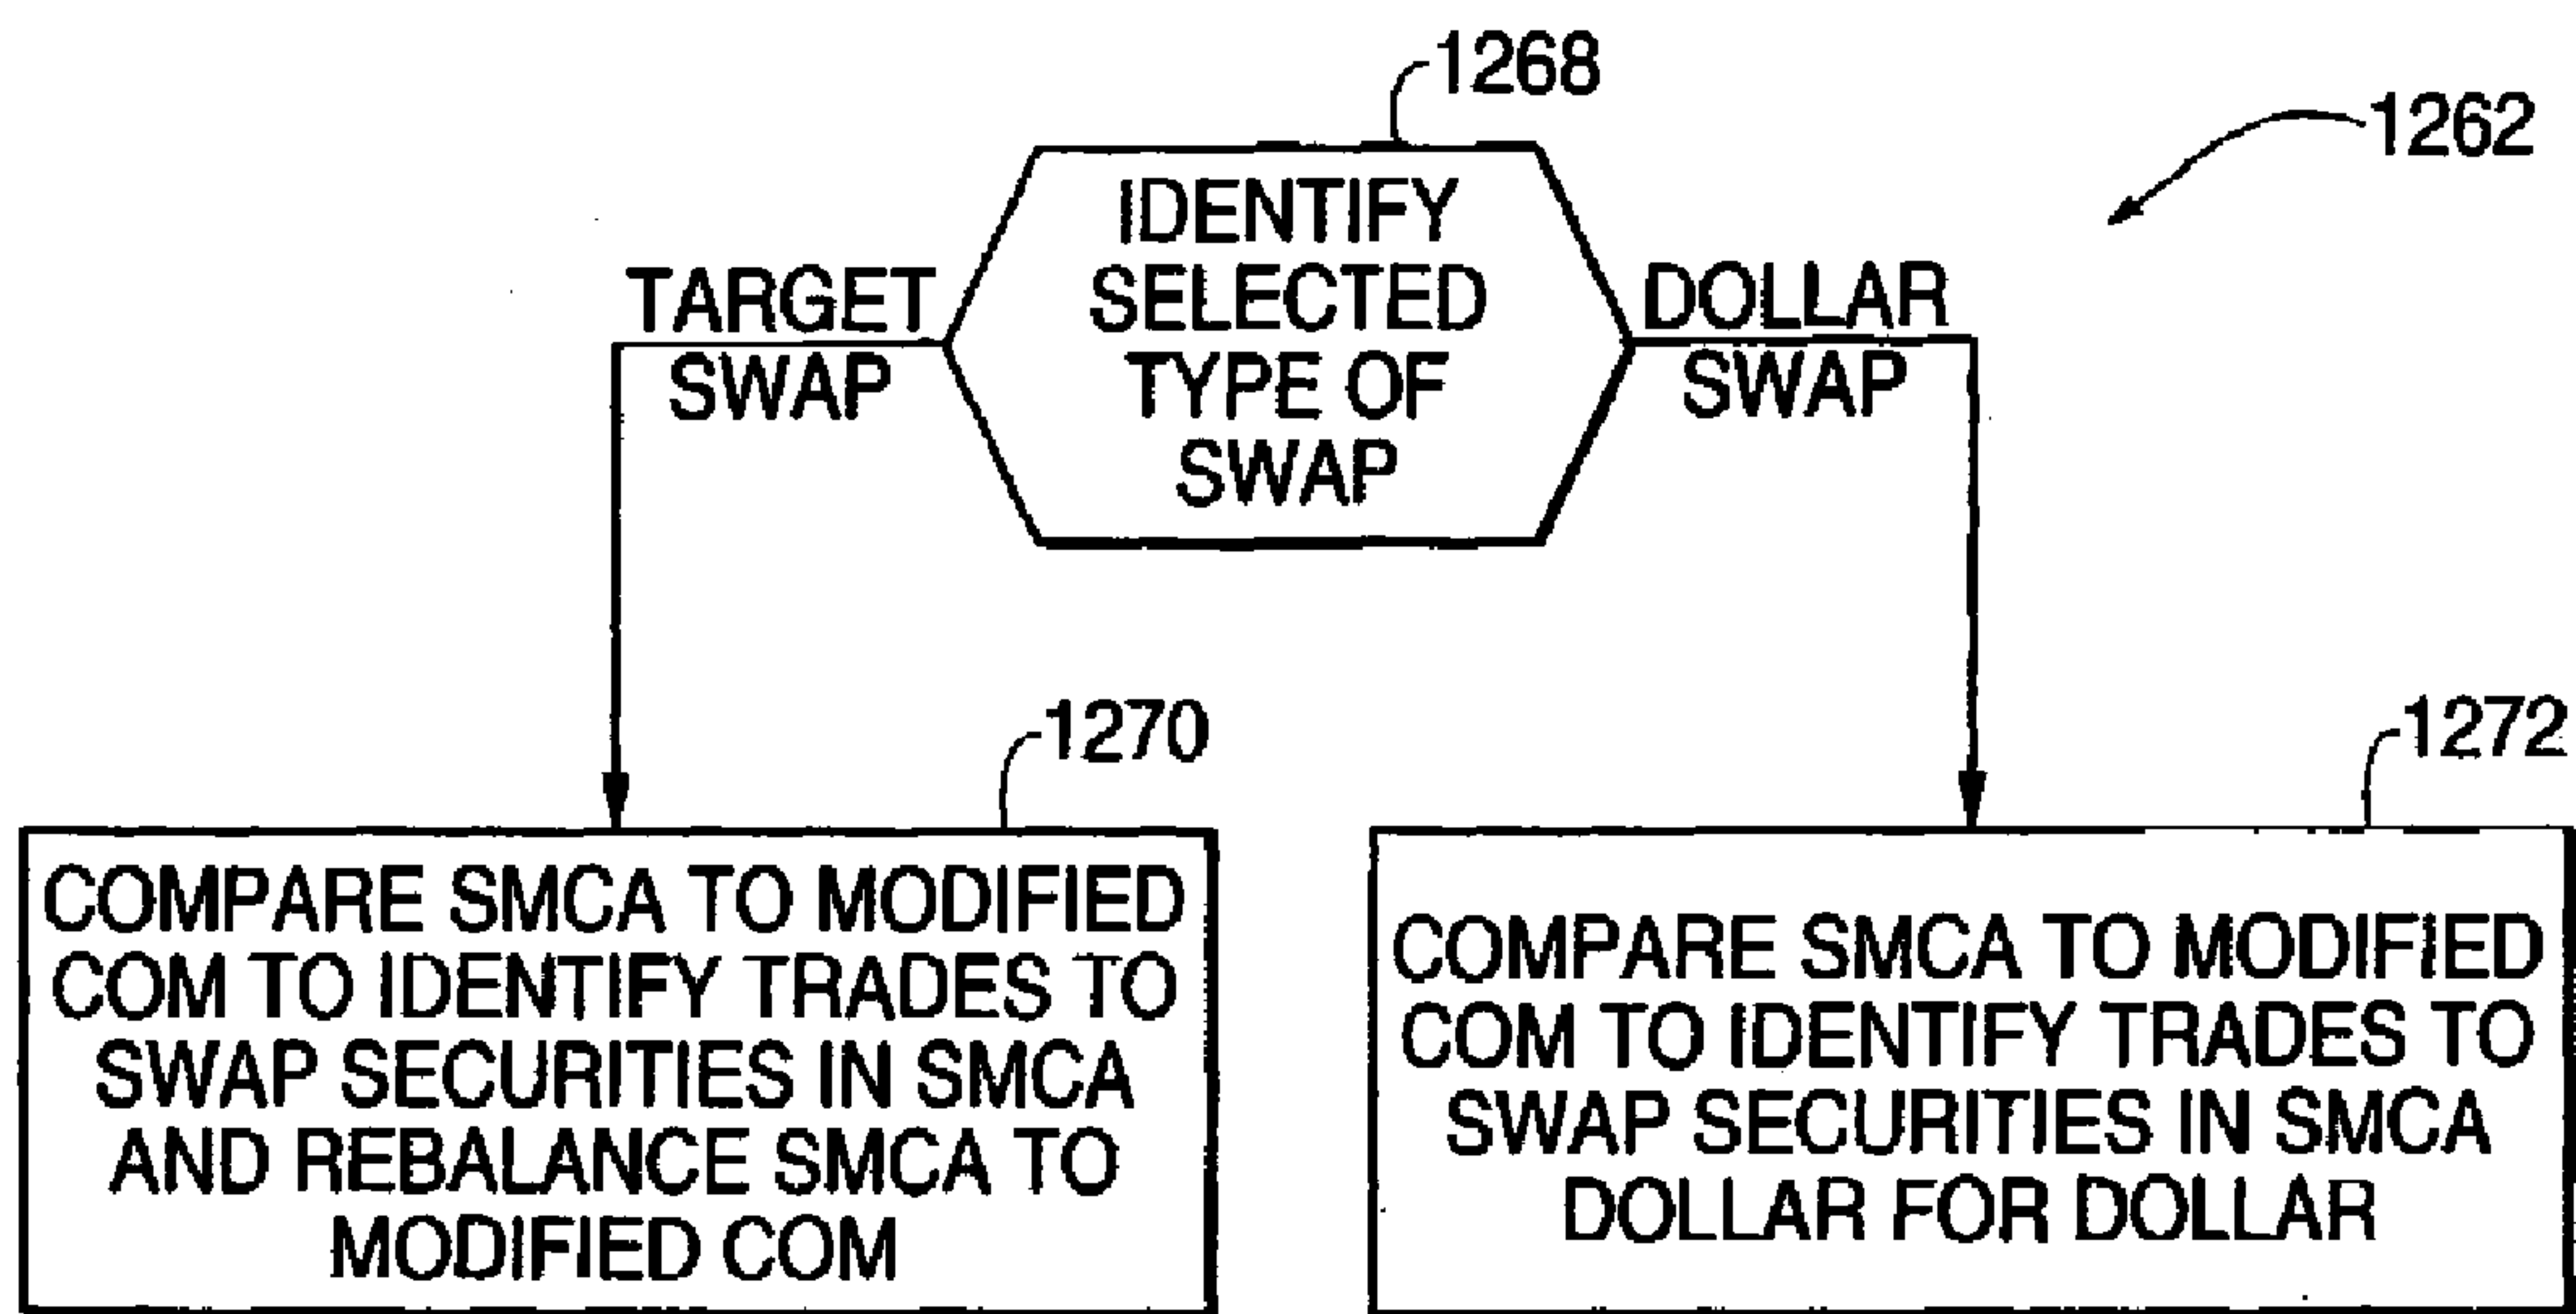 1268
1262
IDENTIFY
SELECTED
TYPE OF
SWAP
TARGET
SWAP
DOLLAR
SWAP
1270
1272
COMPARE SMCA TO MODIFIED
COM TO IDENTIFY TRADES TO
SWAP SECURITIES IN SMCA
AND REBALANCE SMCA TO
MODIFIED COM
COMPARE SMCA TO MODIFIED
COM TO IDENTIFY TRADES TO
SWAP SECURITIES IN SMCA
DOLLAR FOR DOLLAR